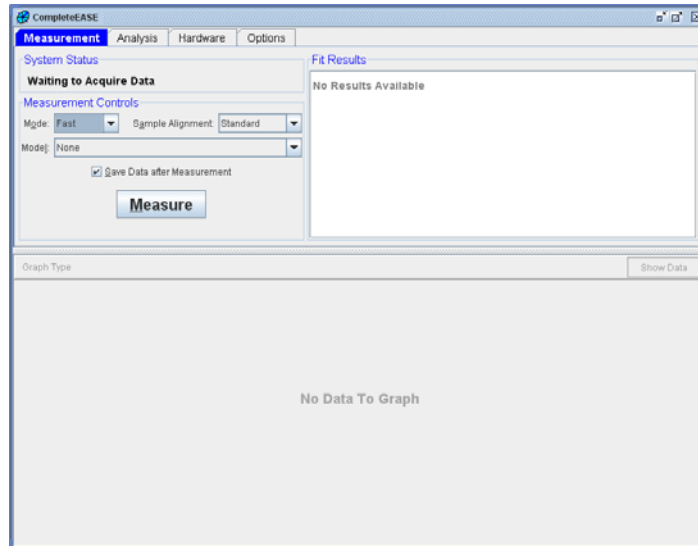 CompleteEASE
Measurement Analysis Hardware Options
System Status
Waiting to Acquire Data
Measurement Controls
Mode: Fast Sample Alignment: Standard
Model: None
Save Data after Measurement
Measure
Fit Results
No Results Available
Graph Type Show Data
No Data To Graph